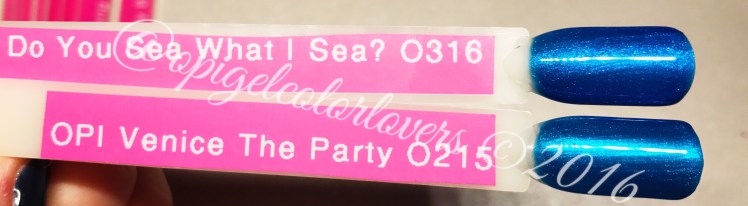 Do You Sea What I Sea? O316
OPI Venice The Party O215
@opigelcolorlovers © 2016